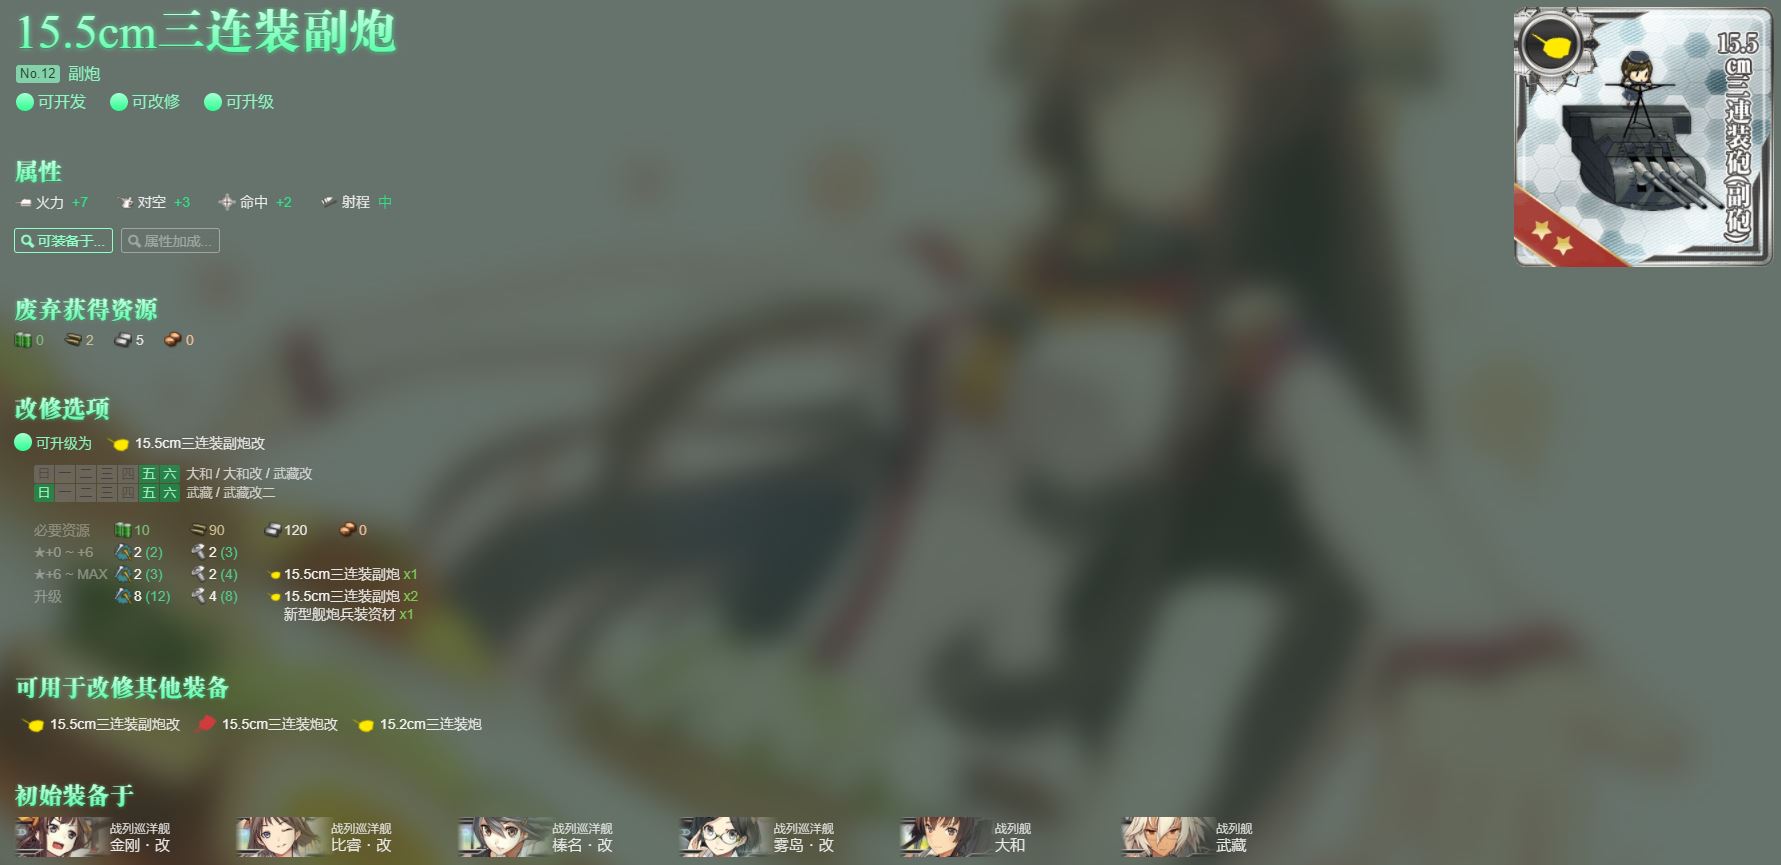 15.5cm三连装副炮
No.12 副炮
可开发 可改修 可升级
属性
火力 +7 对空 +3 命中 +2 射程 中
可装备于... 属性加成...
废弃获得资源
0 2 5 0
改修选项
可升级为 15.5cm三连装副炮改
日 一 二 三 四 五 六 大和 / 大和改 / 武藏改
日 一 二 三 四 五 六 武藏 / 武藏改二
必要资源 10 90 120 0
★+0 ~ +6 2 (2) 2 (3)
★+6 ~ MAX 2 (3) 2 (4) 15.5cm三连装副炮 x1
升级 8 (12) 4 (8) 15.5cm三连装副炮 x2
新型舰炮兵装资材 x1
可用于改修其他装备
15.5cm三连装副炮改 15.5cm三连装炮改 15.2cm三连装炮
初始装备于
战列巡洋舰 战列巡洋舰 战列巡洋舰 战列巡洋舰 战列舰 战列舰
金刚 · 改 比睿 · 改 榛名 · 改 雾岛 · 改 大和 武藏
15.5cm三連装砲(副砲)